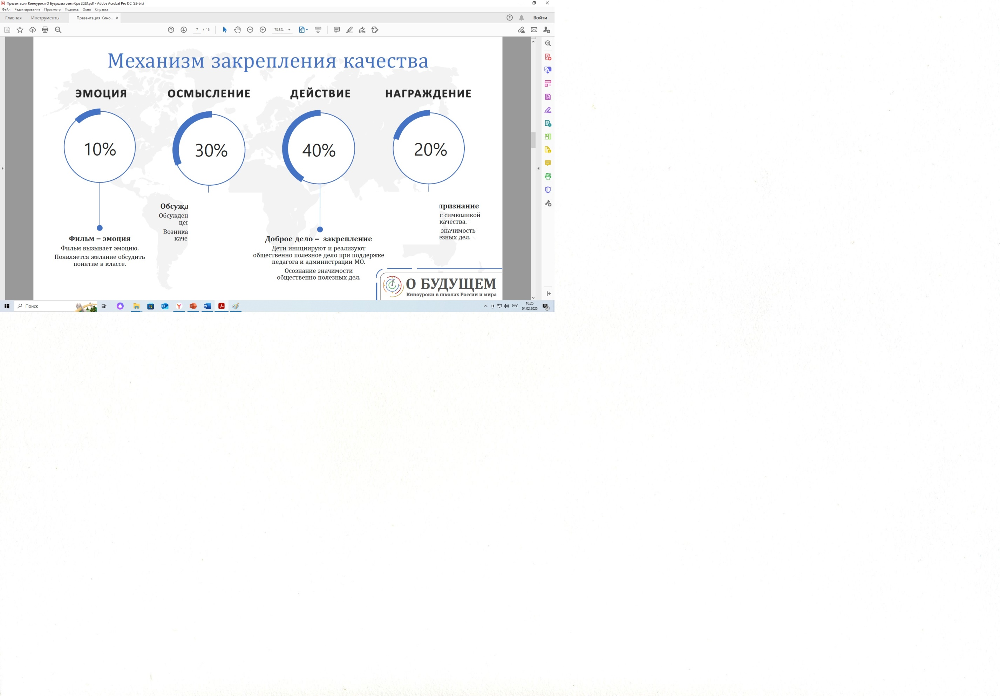 Презентация Киноуроки О Будущем сентябрь 2023.pdf - Adobe Acrobat Pro DC (32-bit)
Файл Редактирование Просмотр Подпись Окно Справка
Главная Инструменты Презентация Кино... Войти
7 / 16 73,8%
Механизм закрепления качества
ЭМОЦИЯ ОСМЫСЛЕНИЕ ДЕЙСТВИЕ НАГРАЖДЕНИЕ
10% 30% 40% 20%
Фильм – эмоция
Фильм вызывает эмоцию.
Появляется желание обсудить
понятие в классе.
Обсужд
Обсужден
цен
Возника
каче
Доброе дело – закрепление
Дети инициируют и реализуют
общественно полезное дело при поддержке
педагога и администрации МО.
Осознание значимости
общественно полезных дел.
признание
с символикой
качества.
значимость
езных дел.
О БУДУЩЕМ
Киноуроки в школах России и мира
Поиск
РУС
10:25
04.02.2025
2